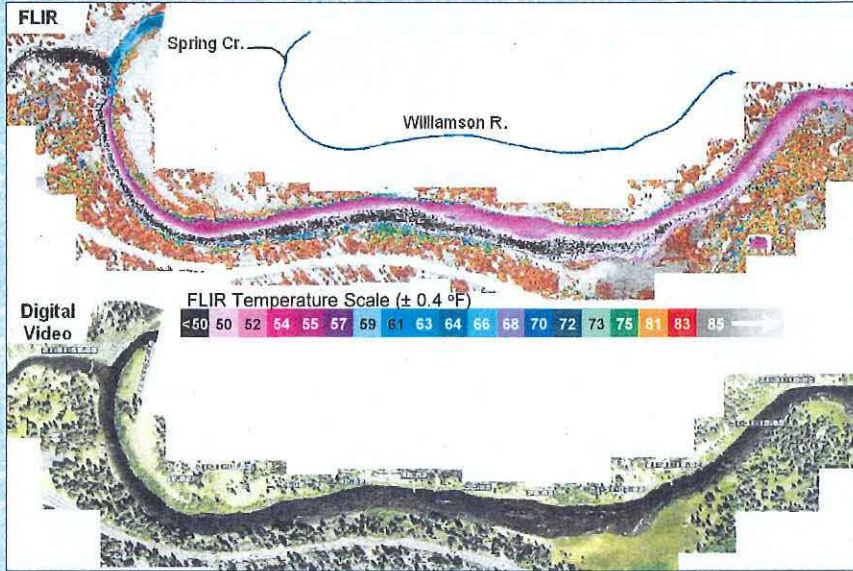 FLIR
Spring Cr.
Williamson R.
FLIR Temperature Scale (± 0.4 ºF)
<50 50 52 54 55 57 59 61 63 64 66 68 70 72 73 75 81 83 85
Digital
Video